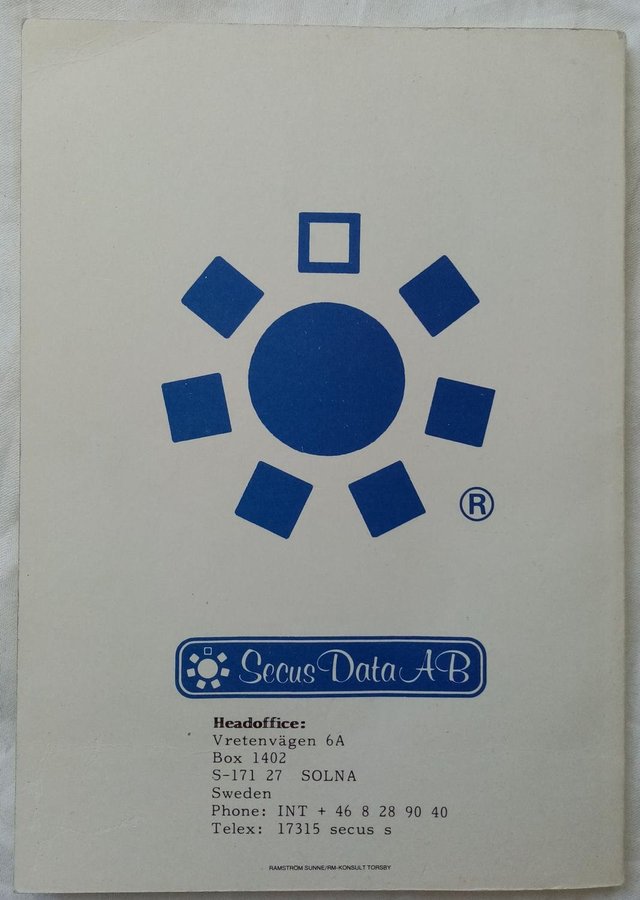 ®
Secus Data AB
Headoffice:
Vretenvägen 6A
Box 1402
S-171 27 SOLNA
Sweden
Phone: INT + 46 8 28 90 40
Telex: 17315 secus s
RAMSTRÖM SUNNE/RM-KONSULT TORSBY